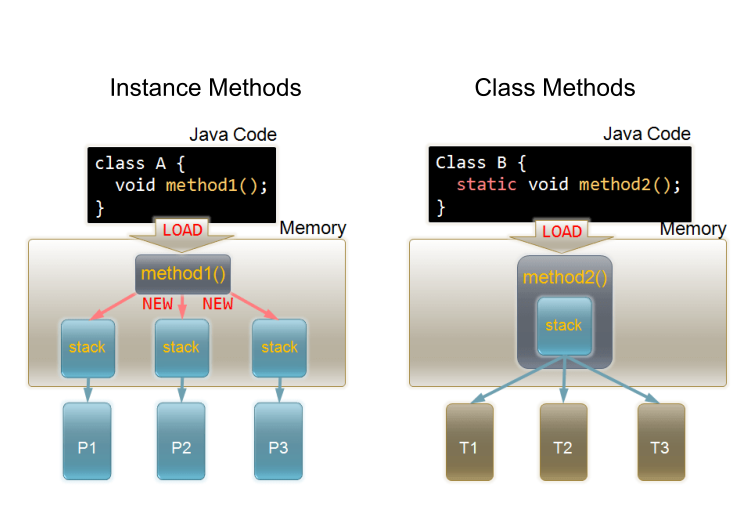 Instance Methods
Java Code
class A {
void method1();
}
LOAD
Memory
method1()
NEW NEW
stack stack stack
P1 P2 P3
Class Methods
Java Code
Class B {
static void method2();
}
LOAD
Memory
method2()
stack
T1 T2 T3